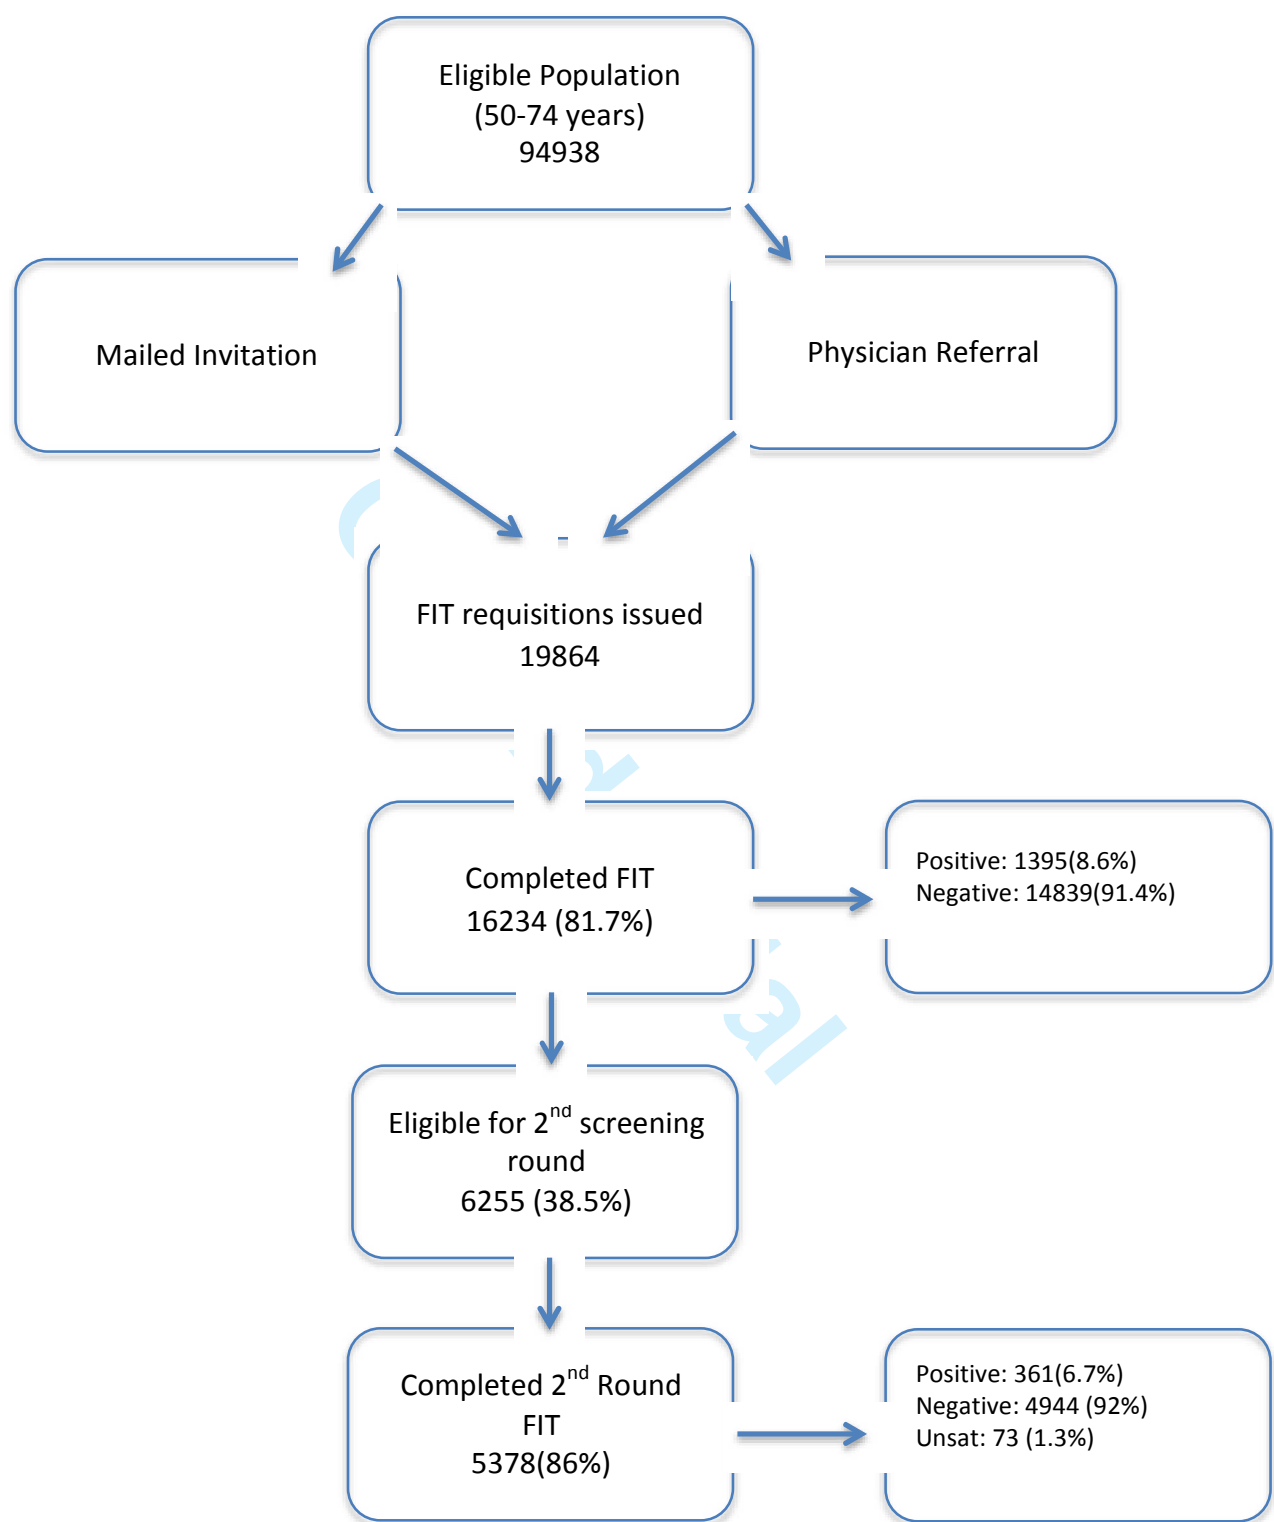 Eligible Population
(50-74 years)
94938
Mailed Invitation
Physician Referral
FIT requisitions issued
19864
Completed FIT
16234 (81.7%)
Positive: 1395(8.6%)
Negative: 14839(91.4%)
Eligible for 2nd screening
round
6255 (38.5%)
Completed 2nd Round
FIT
5378(86%)
Positive: 361(6.7%)
Negative: 4944 (92%)
Unsat: 73 (1.3%)